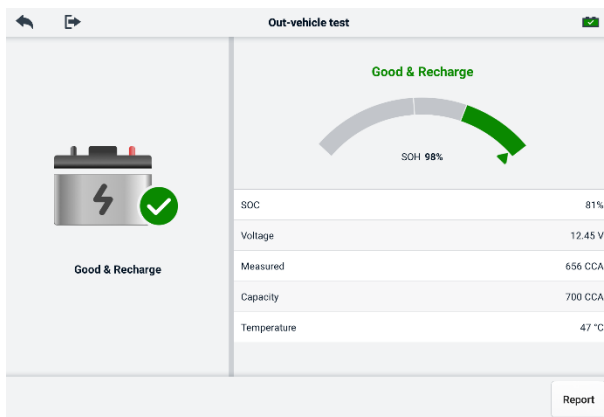 Out-vehicle test
Good & Recharge
Good & Recharge
SOH 98%
SOC 81%
Voltage 12.45 V
Measured 656 CCA
Capacity 700 CCA
Temperature 47 °C
Report